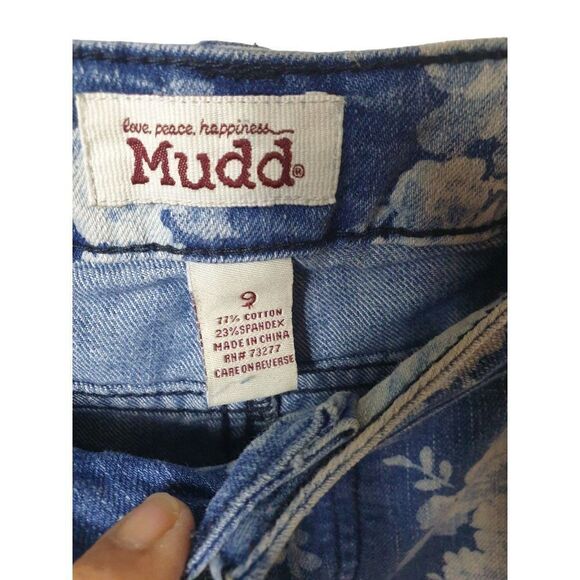 love. peace. happiness
Mudd®
9
77% COTTON
23% SPANDEX
MADE IN CHINA
RN# 73277
CARE ON REVERSE